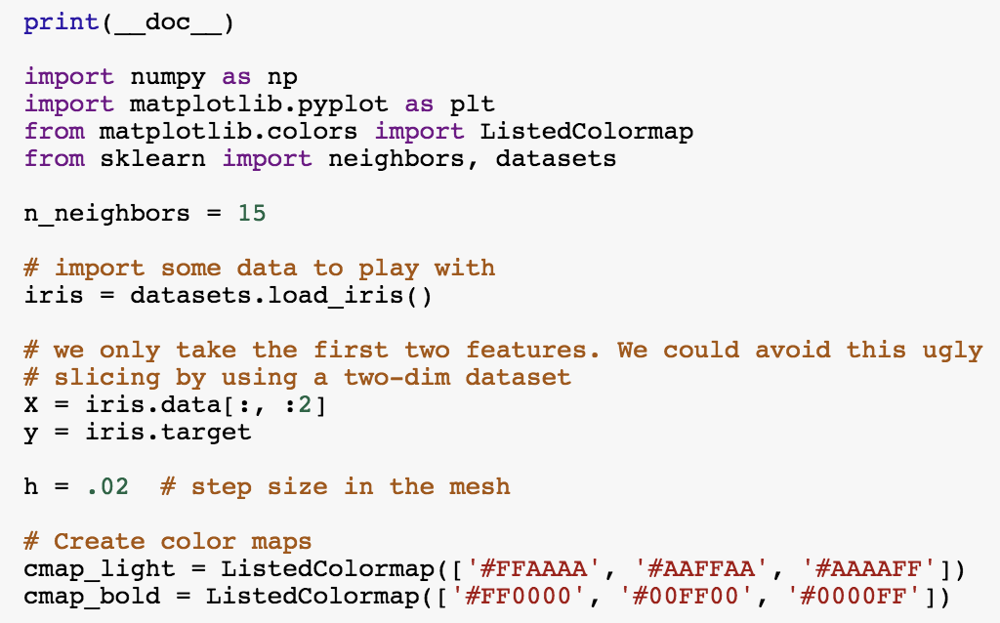 print(__doc__)
import numpy as np
import matplotlib.pyplot as plt
from matplotlib.colors import ListedColormap
from sklearn import neighbors, datasets
n_neighbors = 15
# import some data to play with
iris = datasets.load_iris()
# we only take the first two features. We could avoid this ugly
# slicing by using a two-dim dataset
X = iris.data[:, :2]
y = iris.target
h = .02  # step size in the mesh
# Create color maps
cmap_light = ListedColormap(['#FFAAAA', '#AAFFAA', '#AAAAFF'])
cmap_bold = ListedColormap(['#FF0000', '#00FF00', '#0000FF'])